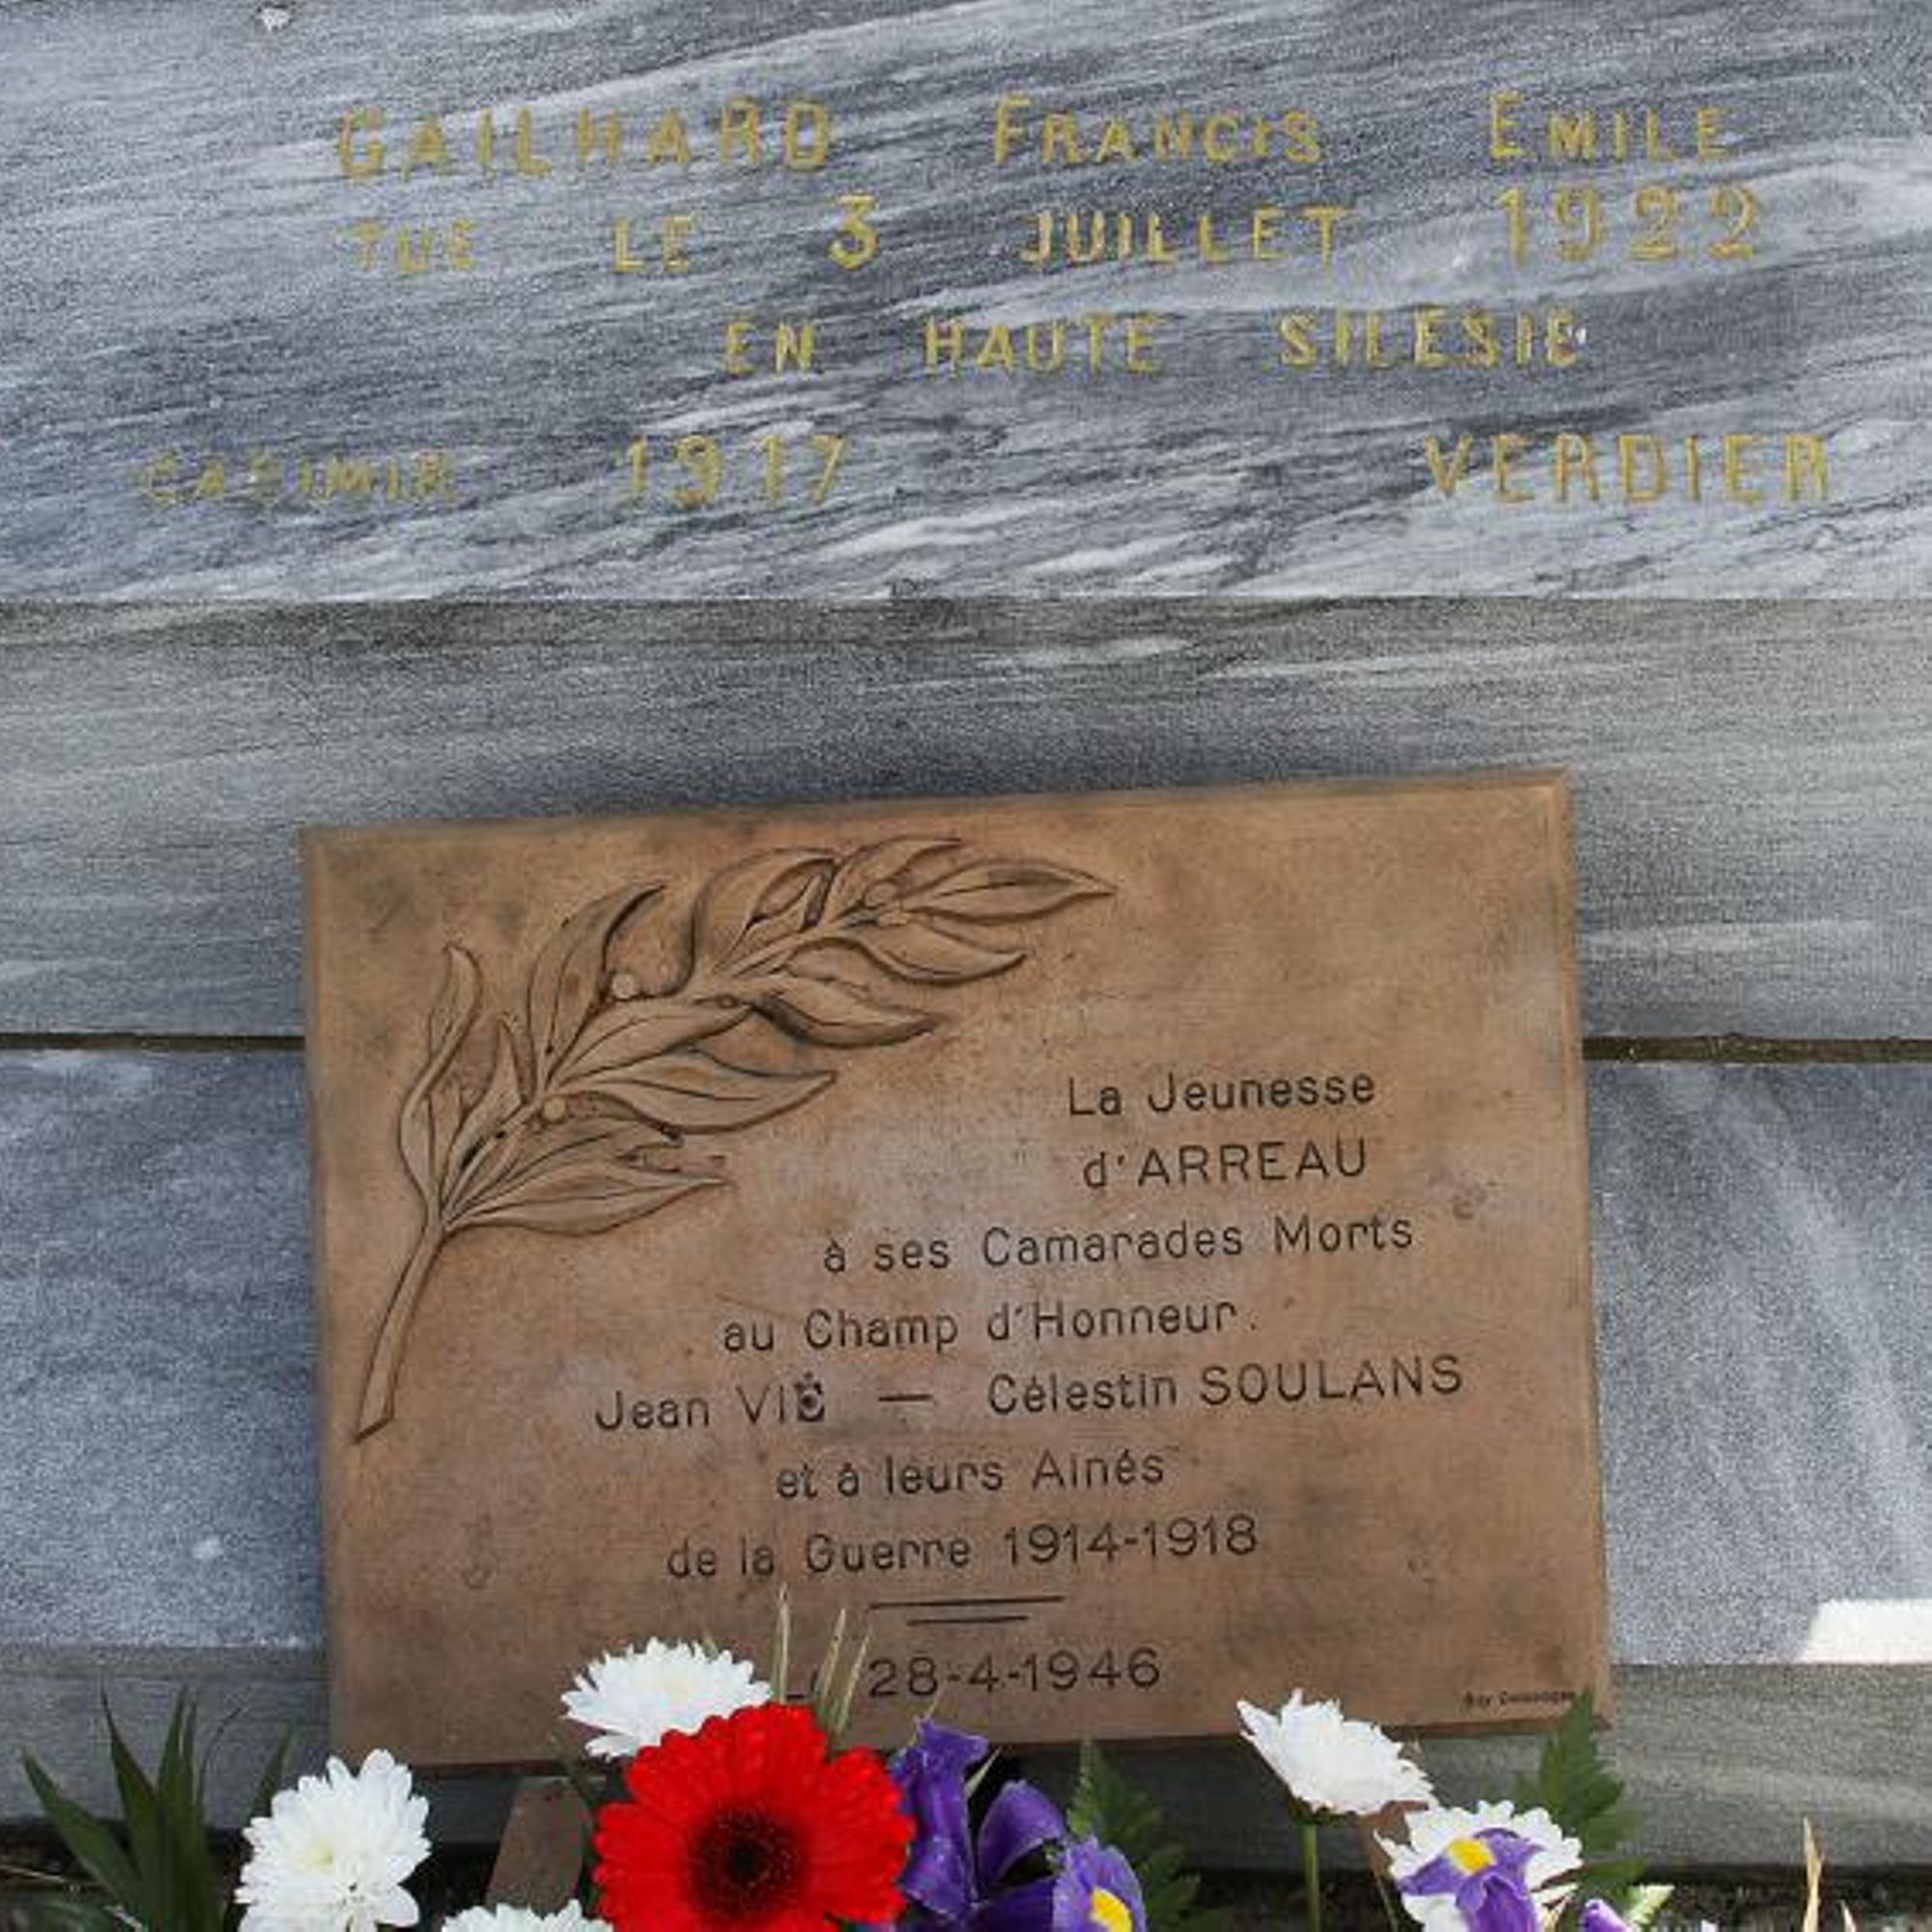 GAILHARD FRANCIS EMILE
TUE LE 3 JUILLET 1922
EN HAUTE SILESIE
CASIMIR 1917 VERDIER
La Jeunesse
d'ARREAU
à ses Camarades Morts
au Champ d'Honneur.
Jean VIÉ — Célestin SOULANS
et à leurs Ainés
de la Guerre 1914-1918
28-4-1946